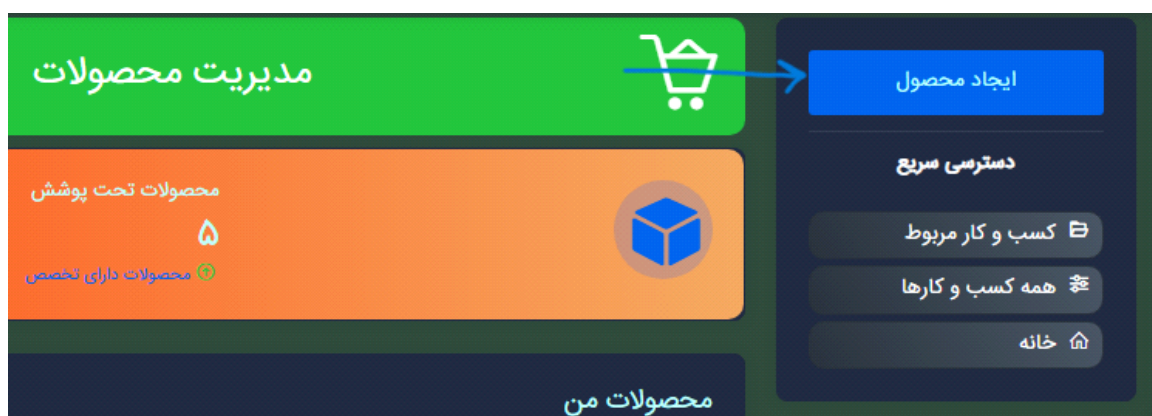 ایجاد محصول
دسترسی سریع
کسب و کار مربوط
همه کسب و کارها
خانه
مدیریت محصولات
محصولات تحت پوشش
۵
محصولات دارای تخصص
محصولات من